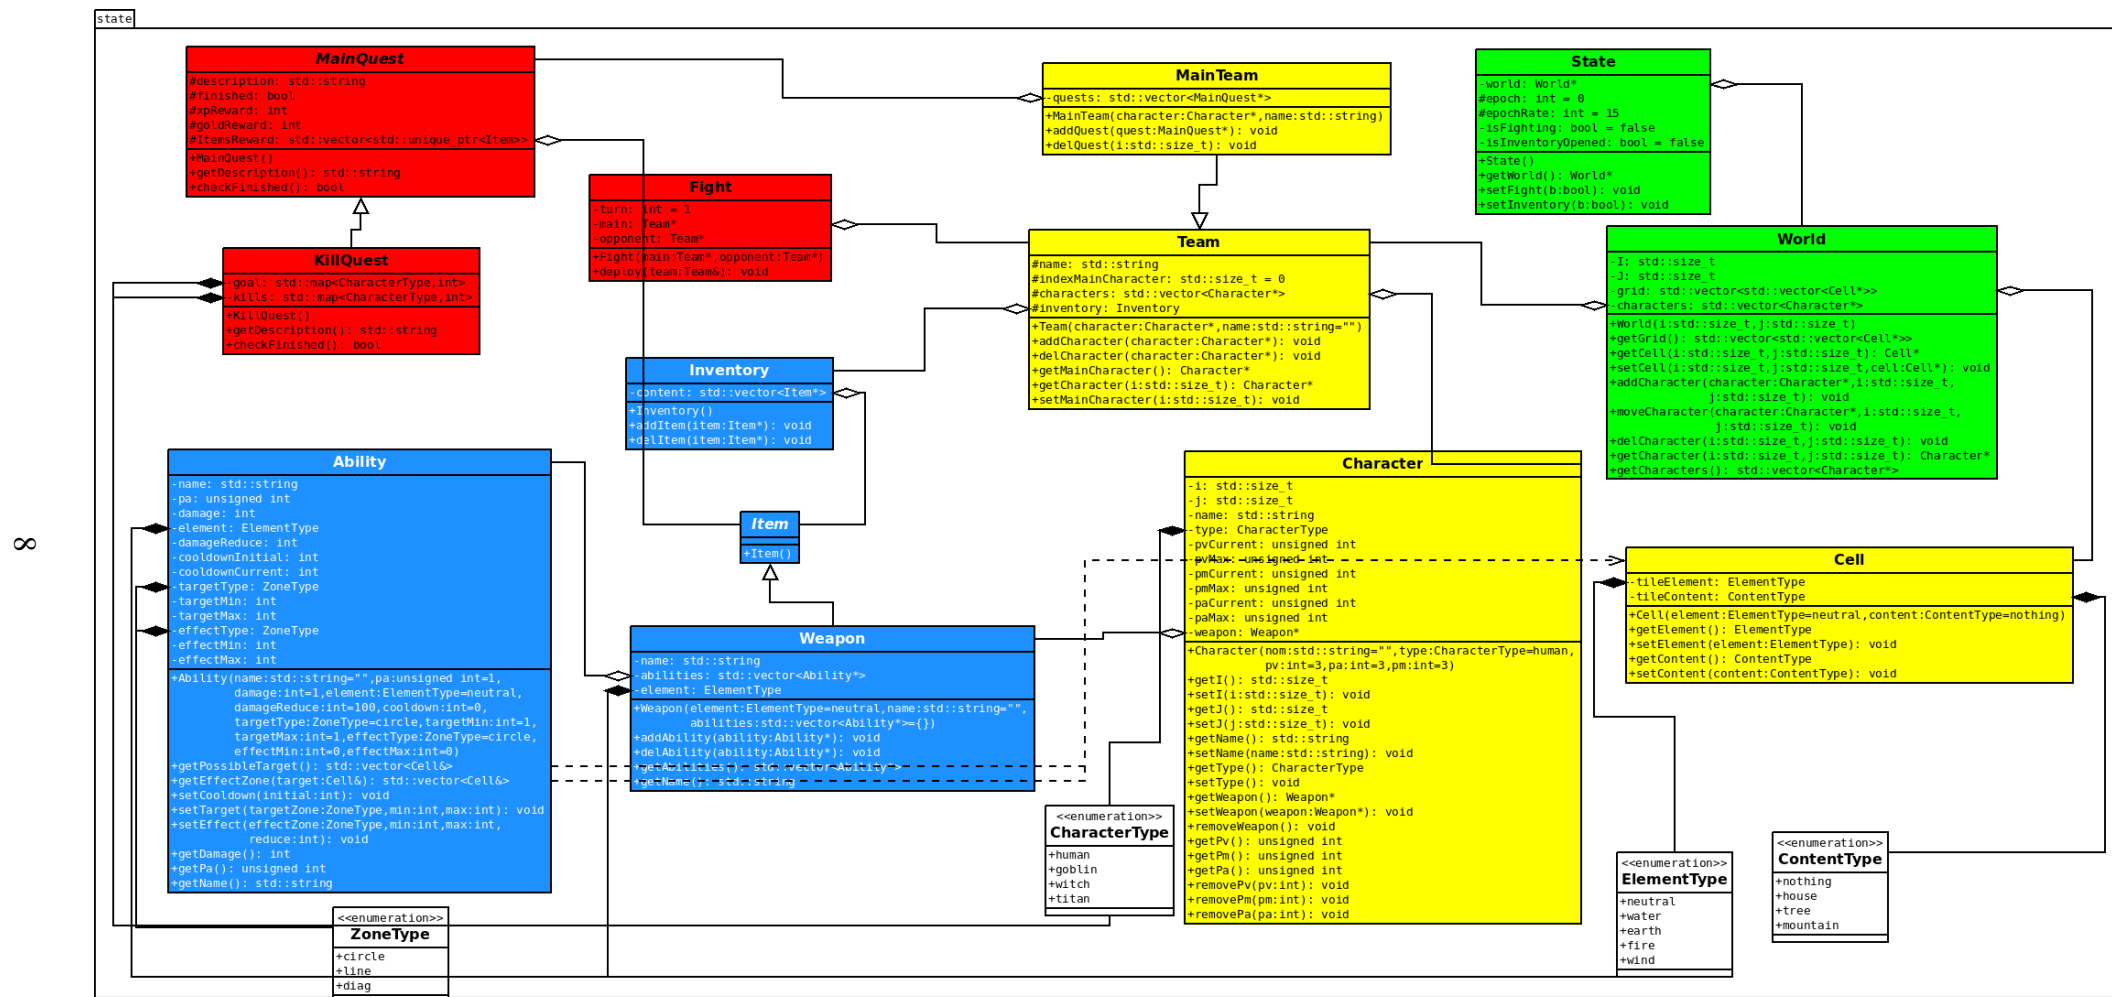 state
MainQuest
#description: std::string
#finished: bool
#xpReward: int
#goldReward: int
#ItemsReward: std::vector<std::unique_ptr<Item>>
+MainQuest()
+getDescription(): std::string
+checkFinished(): bool
MainTeam
-quests: std::vector<MainQuest*>
+MainTeam(character:Character*,name:std::string)
+addQuest(quest:MainQuest*): void
+delQuest(i:std::size_t): void
State
-world: World*
#epoch: int = 0
#epochRate: int = 15
-isFighting: bool = false
-isInventoryOpened: bool = false
+State()
+getWorld(): World*
+setFight(b:bool): void
+setInventory(b:bool): void
Fight
-turn: int = 1
-main: Team*
-opponent: Team*
+Fight(main:Team*,opponent:Team*)
+deploy(team:Team&): void
KillQuest
-goal: std::map<CharacterType,int>
-kills: std::map<CharacterType,int>
+KillQuest()
+getDescription(): std::string
+checkFinished(): bool
Team
#name: std::string
#indexMainCharacter: std::size_t = 0
#characters: std::vector<Character*>
#inventory: Inventory
+Team(character:Character*,name:std::string="")
+addCharacter(character:Character*): void
+delCharacter(character:Character*): void
+getMainCharacter(): Character*
+getCharacter(i:std::size_t): Character*
+setMainCharacter(i:std::size_t): void
World
-I: std::size_t
-J: std::size_t
-grid: std::vector<std::vector<Cell*>>
-characters: std::vector<Character*>
+World(i:std::size_t,j:std::size_t)
+getGrid(): std::vector<std::vector<Cell*>>
+getCell(i:std::size_t,j:std::size_t): Cell*
+setCell(i:std::size_t,j:std::size_t,cell:Cell*): void
+addCharacter(character:Character*,i:std::size_t,
j:std::size_t): void
+moveCharacter(character:Character*,i:std::size_t,
j:std::size_t): void
+delCharacter(i:std::size_t,j:std::size_t): void
+getCharacter(i:std::size_t,j:std::size_t): Character*
+getCharacters(): std::vector<Character*>
Inventory
-content: std::vector<Item*>
+Inventory()
+addItem(item:Item*): void
+delItem(item:Item*): void
Ability
-name: std::string
-pa: unsigned int
-damage: int
-element: ElementType
-damageReduce: int
-cooldownInitial: int
-cooldownCurrent: int
-targetType: ZoneType
-targetMin: int
-targetMax: int
-effectType: ZoneType
-effectMin: int
-effectMax: int
+Ability(name:std::string="",pa:unsigned int=1,
damage:int=1,element:ElementType=neutral,
damageReduce:int=100,cooldown:int=0,
targetType:ZoneType=circle,targetMin:int=1,
targetMax:int=1,effectType:ZoneType=circle,
effectMin:int=0,effectMax:int=0)
+getPossibleTarget(): std::vector<Cell&>
+getEffectZone(target:Cell&): std::vector<Cell&>
+setCooldown(initial:int): void
+setTarget(targetZone:ZoneType,min:int,max:int): void
+setEffect(effectZone:ZoneType,min:int,max:int,
reduce:int): void
+getDamage(): int
+getPa(): unsigned int
+getName(): std::string
Item
+Item()
Weapon
-name: std::string
-abilities: std::vector<Ability*>
-element: ElementType
+Weapon(element:ElementType=neutral,name:std::string="",
abilities:std::vector<Ability*>={})
+addAbility(ability:Ability*): void
+delAbility(ability:Ability*): void
+getAbilities(): std::vector<Ability*>
+getName(): std::string
Character
-i: std::size_t
-j: std::size_t
-name: std::string
-type: CharacterType
-pvCurrent: unsigned int
-pvMax: unsigned int
-pmCurrent: unsigned int
-pmMax: unsigned int
-paCurrent: unsigned int
-paMax: unsigned int
-weapon: Weapon*
+Character(nom:std::string="",type:CharacterType=human,
pv:int=3,pa:int=3,pm:int=3)
+getI(): std::size_t
+setI(i:std::size_t): void
+getJ(): std::size_t
+setJ(j:std::size_t): void
+getName(): std::string
+setName(name:std::string): void
+getType(): CharacterType
+setType(): void
+getWeapon(): Weapon*
+setWeapon(weapon:Weapon*): void
+removeWeapon(): void
+getPv(): unsigned int
+getPm(): unsigned int
+getPa(): unsigned int
+removePv(pv:int): void
+removePm(pm:int): void
+removePa(pa:int): void
Cell
-tileElement: ElementType
-tileContent: ContentType
+Cell(element:ElementType=neutral,content:ContentType=nothing)
+getElement(): ElementType
+setElement(element:ElementType): void
+getContent(): ContentType
+setContent(content:ContentType): void
<<enumeration>>
CharacterType
+human
+goblin
+witch
+titan
<<enumeration>>
ElementType
+neutral
+water
+earth
+fire
+wind
<<enumeration>>
ContentType
+nothing
+house
+tree
+mountain
<<enumeration>>
ZoneType
+circle
+line
+diag
8